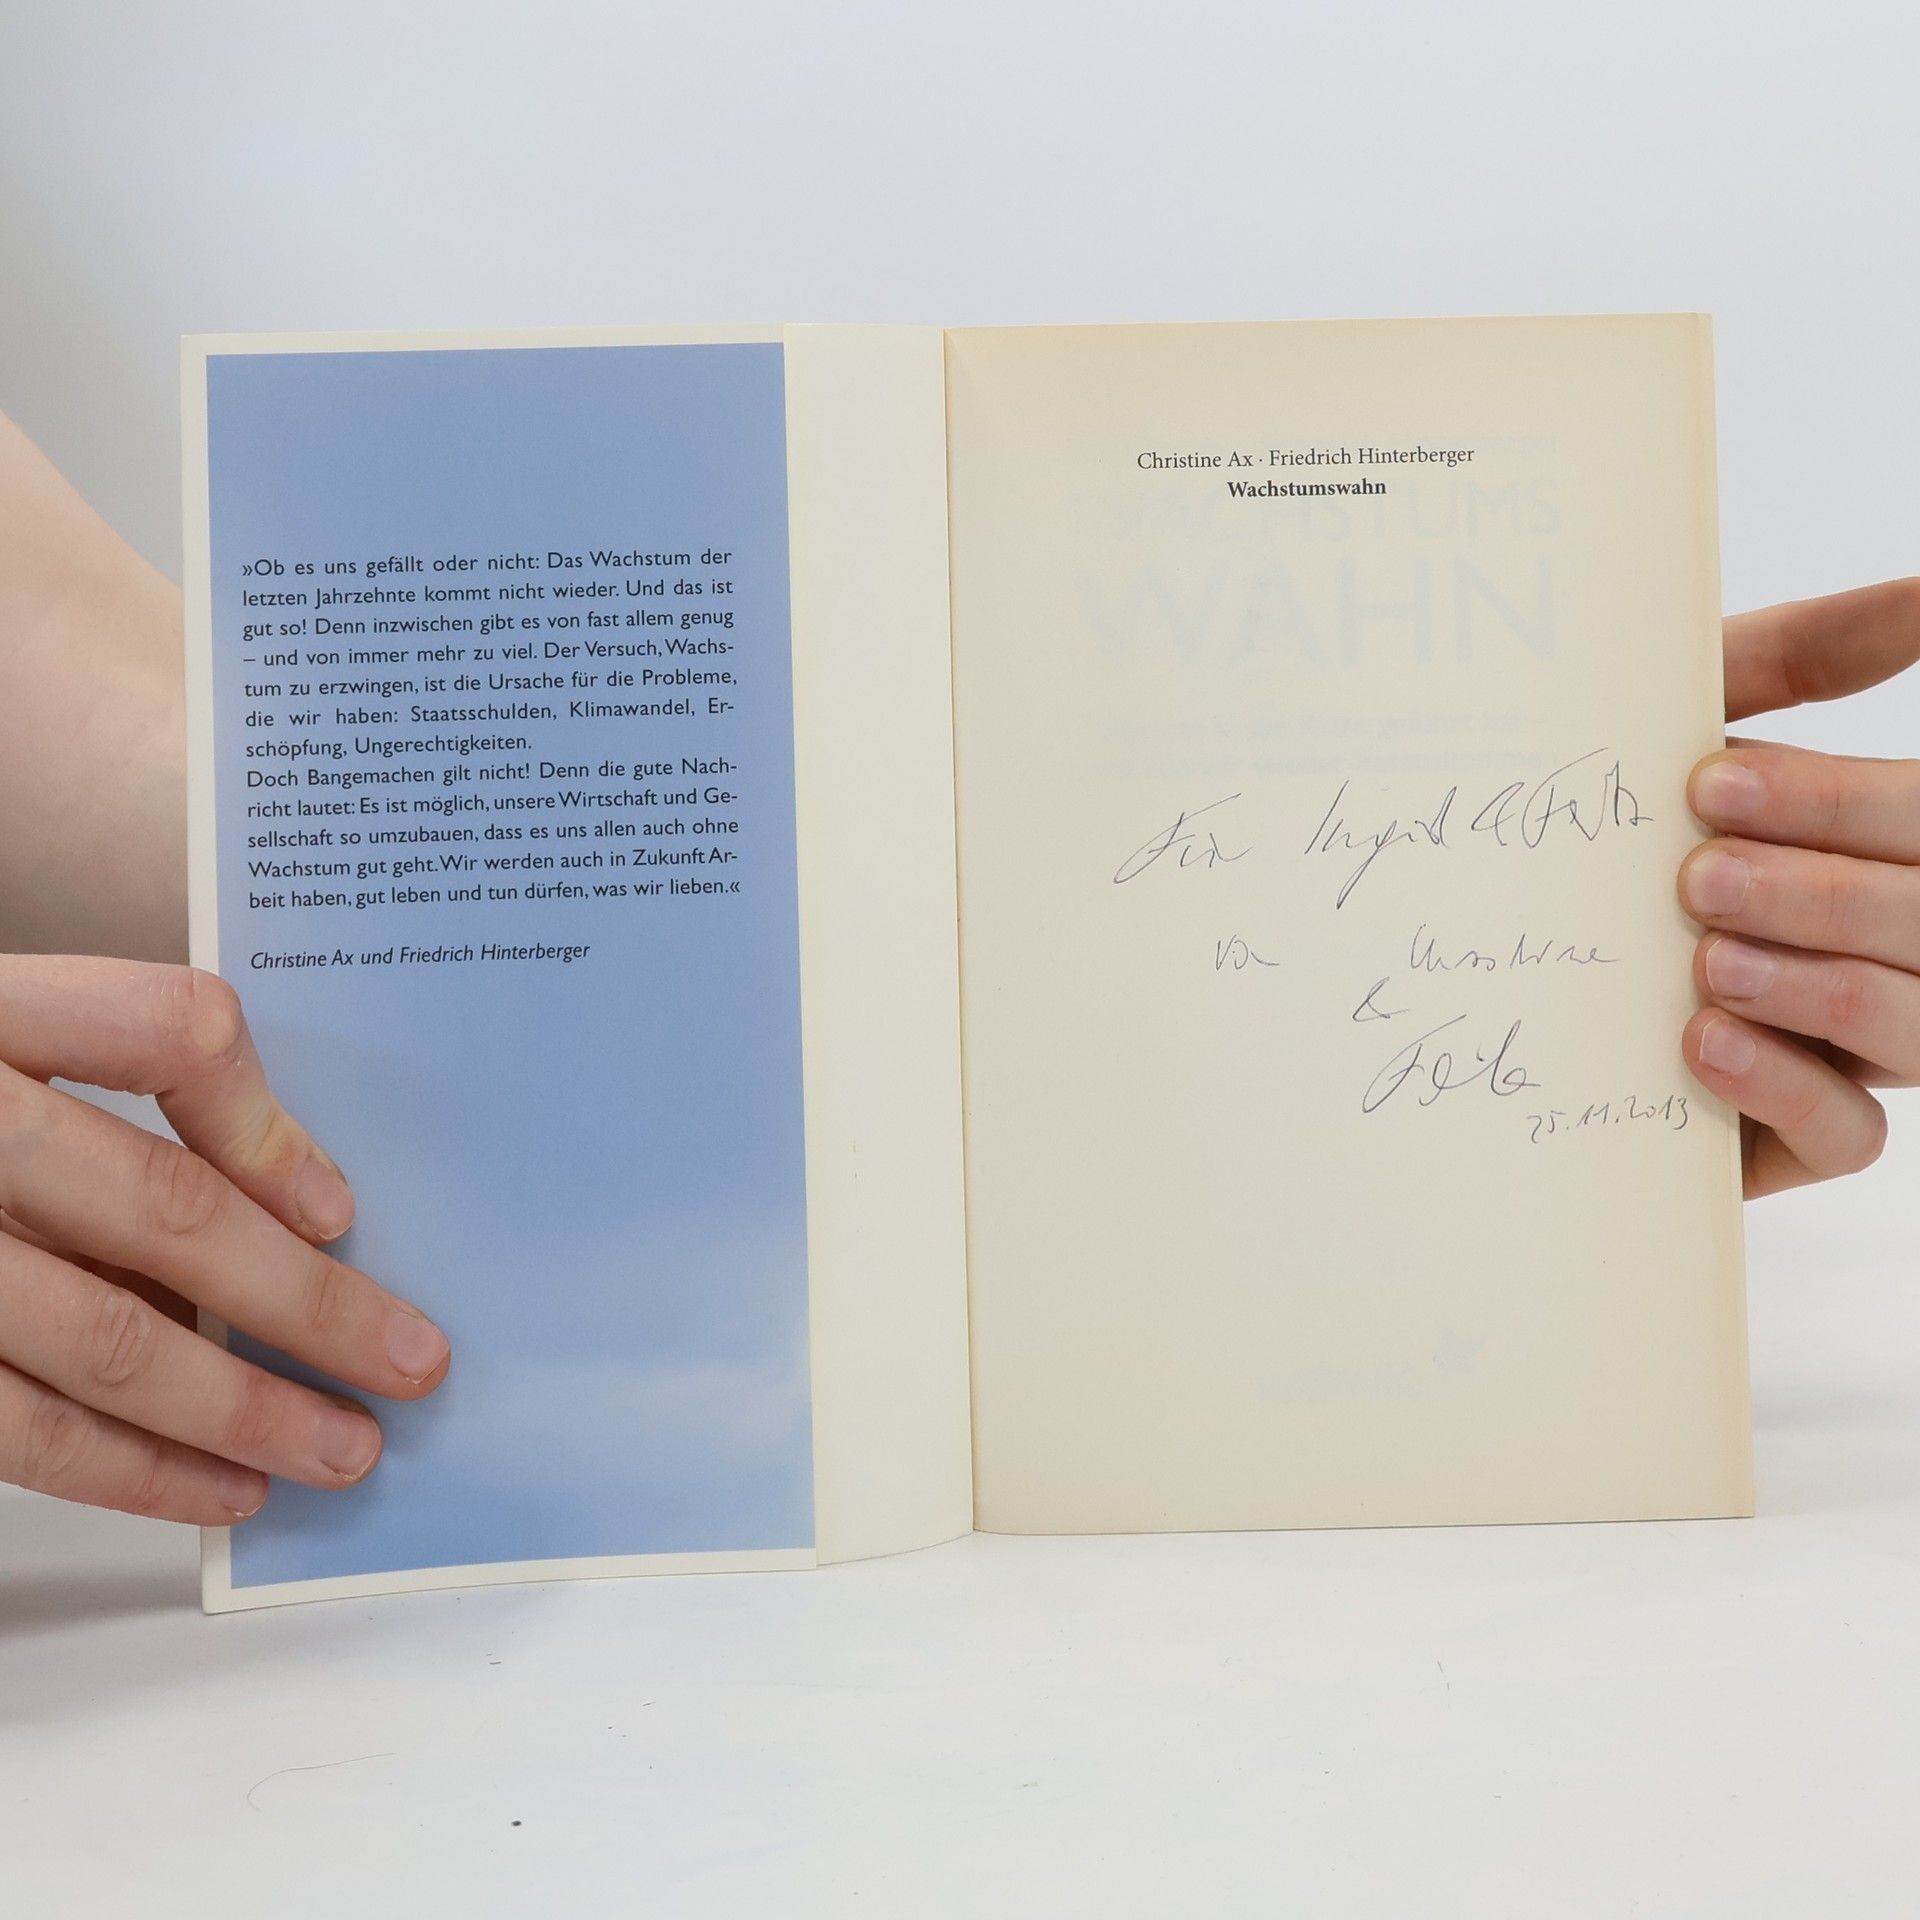 »Ob es uns gefällt oder nicht: Das Wachstum der
letzten Jahrzehnte kommt nicht wieder. Und das ist
gut so! Denn inzwischen gibt es von fast allem genug
– und von immer mehr zu viel. Der Versuch, Wachs-
tum zu erzwingen, ist die Ursache für die Probleme,
die wir haben: Staatsschulden, Klimawandel, Er-
schöpfung, Ungerechtigkeiten.
Doch Bangemachen gilt nicht! Denn die gute Nach-
richt lautet: Es ist möglich, unsere Wirtschaft und Ge-
sellschaft so umzubauen, dass es uns allen auch ohne
Wachstum gut geht. Wir werden auch in Zukunft Ar-
beit haben, gut leben und tun dürfen, was wir lieben.«
Christine Ax und Friedrich Hinterberger
Christine Ax · Friedrich Hinterberger
Wachstumswahn
Für Ingrid &
von
&
25.11.2013